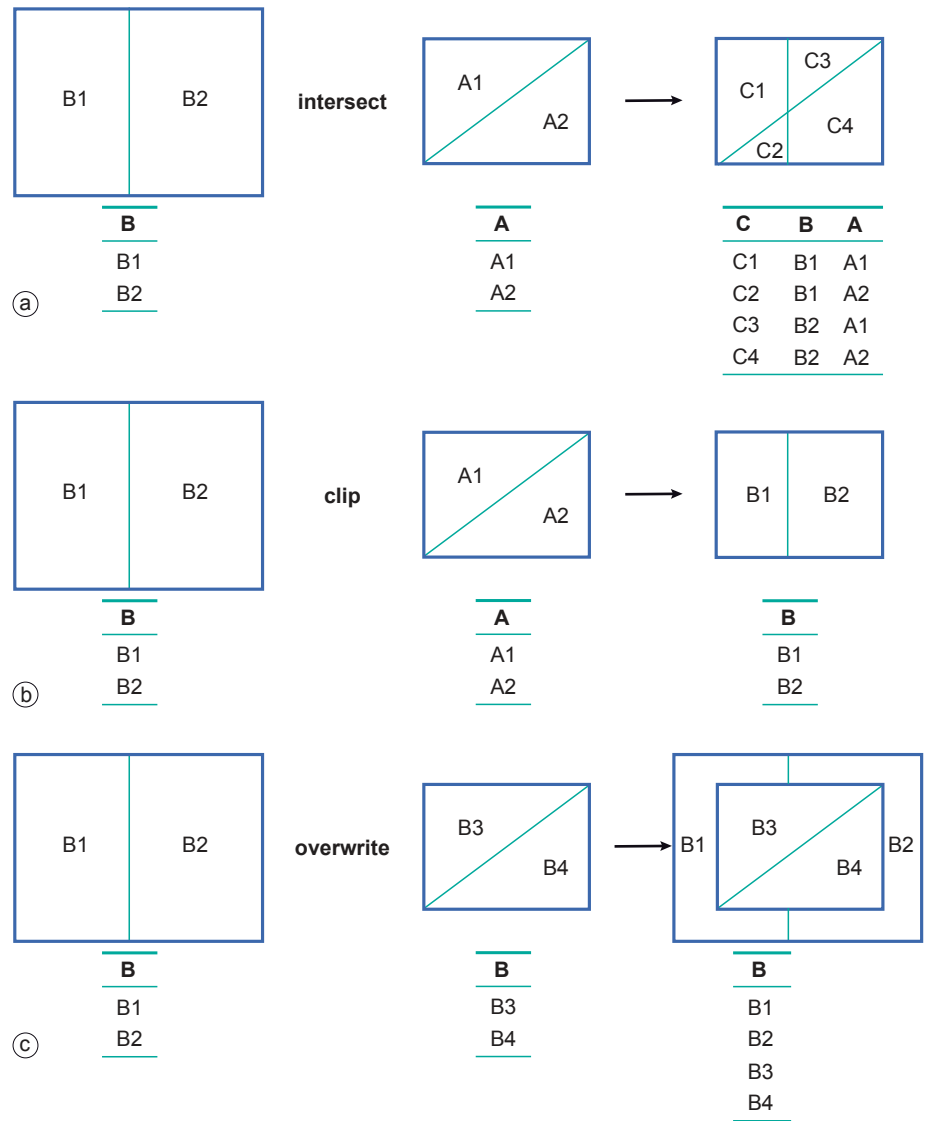 B1 B2 intersect A1 A2 C1 C2 C3 C4
B A C B A
B1 A1 C1 B1 A1
B2 A2 C2 B1 A2
C3 B2 A1
C4 B2 A2
a
B1 B2 clip A1 A2 B1 B2
B A B
B1 A1 B1
B2 A2 B2
b
B1 B2 overwrite B3 B4 B1 B3 B4 B2
B B B
B1 B3 B1
B2 B4 B2
B3
B4
c